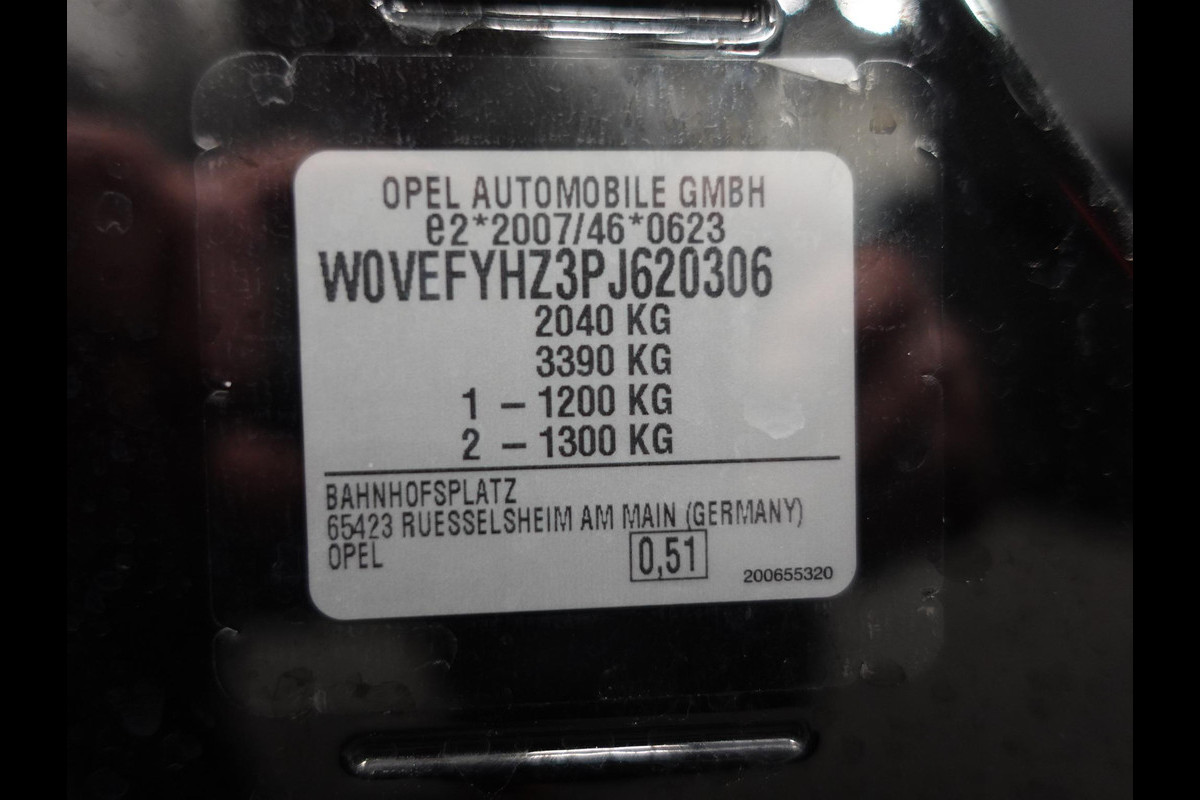 OPEL AUTOMOBILE GMBH
e2*2007/46*0623
W0VEFYHZ3PJ620306
2040 KG
3390 KG
1 – 1200 KG
2 – 1300 KG
BAHNHOFSPLATZ
65423 RUESSELSHEIM AM MAIN (GERMANY)
OPEL
0,51
200655320